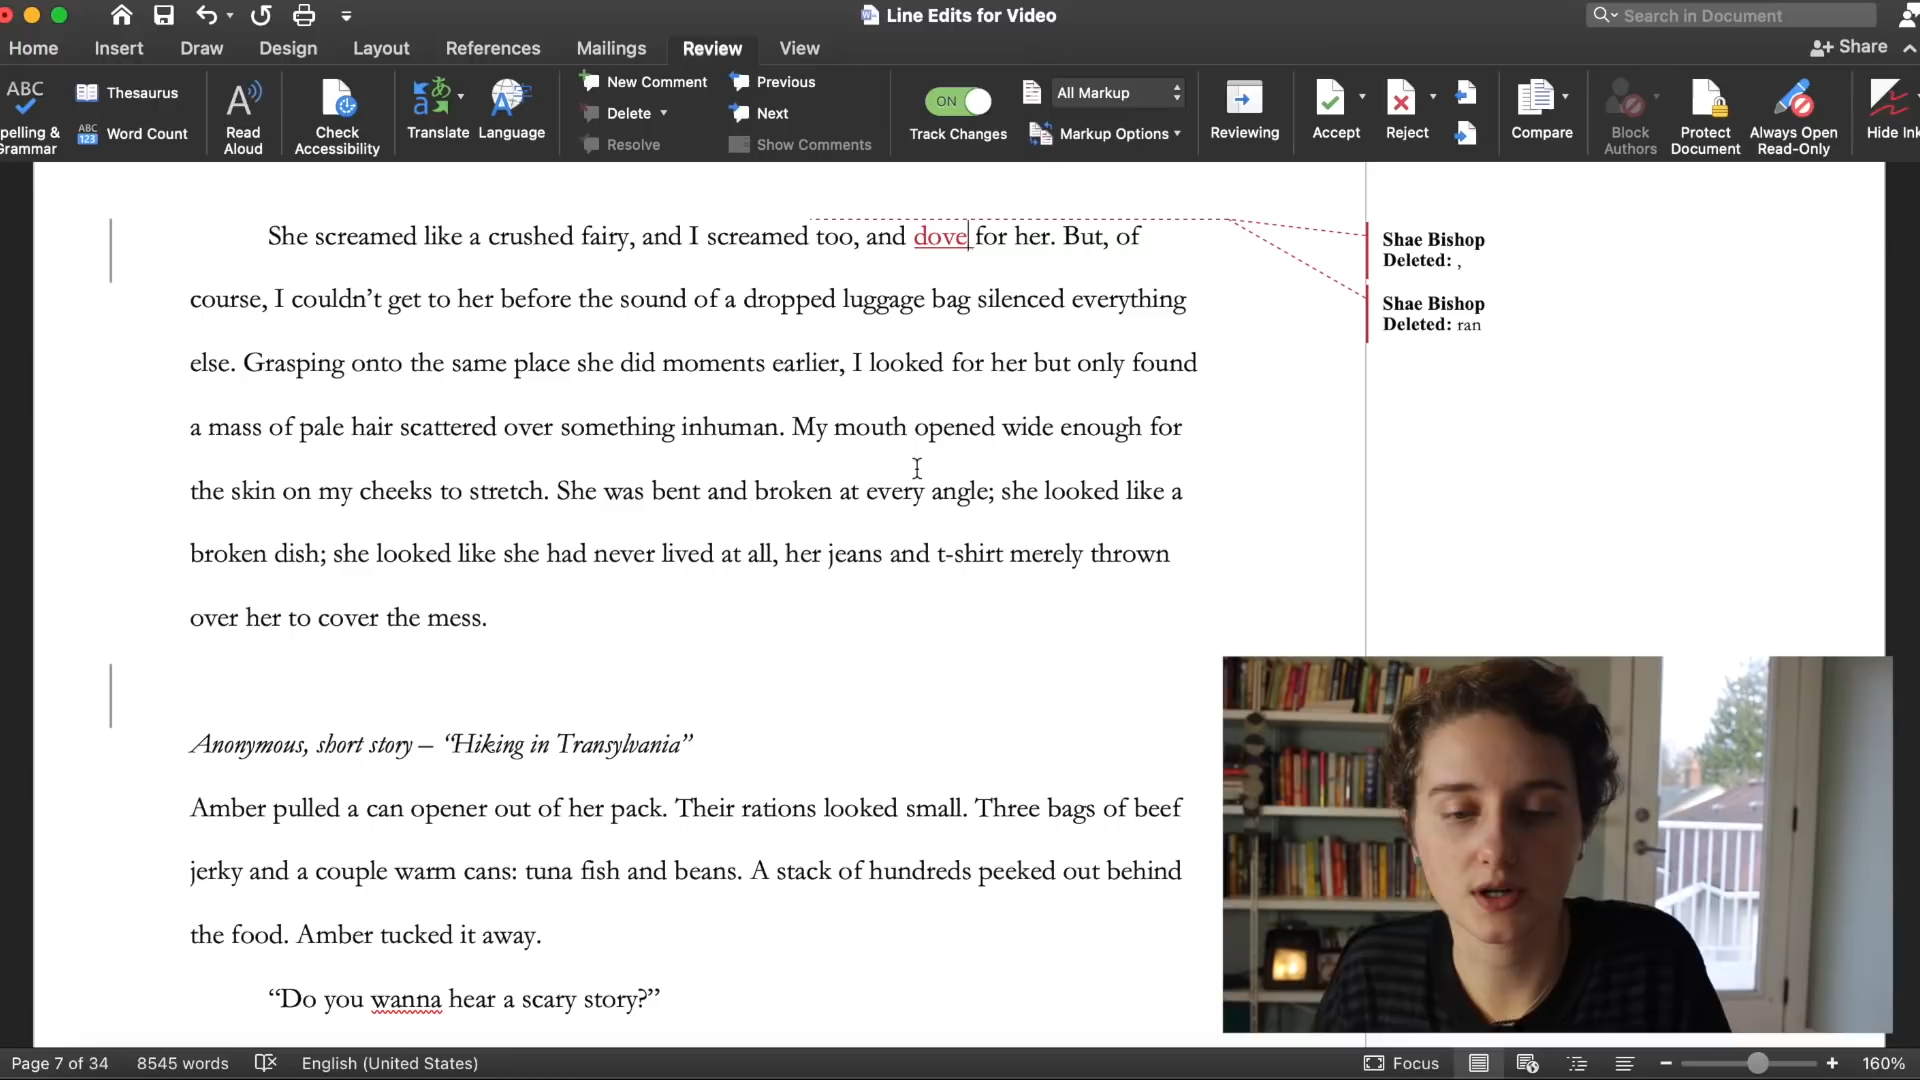 Line Edits for Video
Search in Document
Home Insert Draw Design Layout References Mailings Review View Share
ABC Thesaurus New Comment Previous ON All Markup
Delete Next
pelling & Grammar ABC 123 Word Count Read Aloud Check Accessibility Translate Language Track Changes Markup Options Reviewing Accept Reject Compare Block Authors Protect Document Always Open Read-Only Hide Ink
Resolve Show Comments
She screamed like a crushed fairy, and I screamed too, and dove for her. But, of
course, I couldn’t get to her before the sound of a dropped luggage bag silenced everything
else. Grasping onto the same place she did moments earlier, I looked for her but only found
a mass of pale hair scattered over something inhuman. My mouth opened wide enough for
the skin on my cheeks to stretch. She was bent and broken at every angle; she looked like a
broken dish; she looked like she had never lived at all, her jeans and t-shirt merely thrown
over her to cover the mess.
Shae Bishop
Deleted: ,
Shae Bishop
Deleted: ran
Anonymous, short story – “Hiking in Transylvania”
Amber pulled a can opener out of her pack. Their rations looked small. Three bags of beef
jerky and a couple warm cans: tuna fish and beans. A stack of hundreds peeked out behind
the food. Amber tucked it away.
“Do you wanna hear a scary story?”
Page 7 of 34 8545 words English (United States) Focus 160%